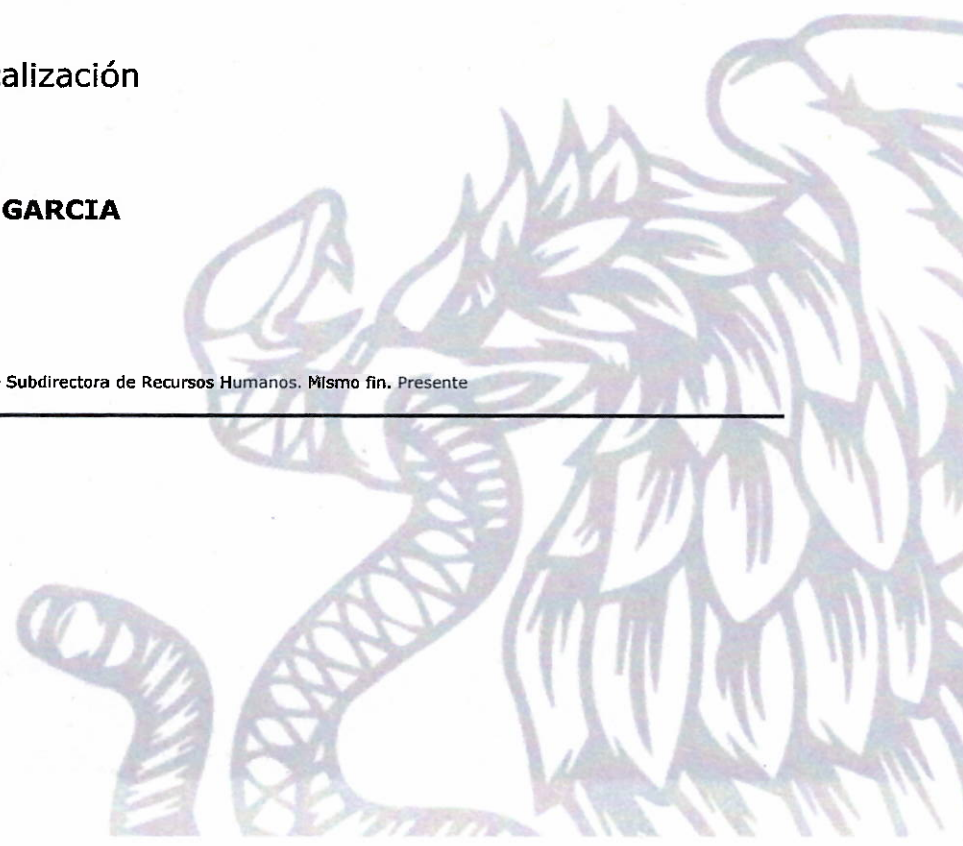 alización
GARCIA
Subdirectora de Recursos Humanos. Mismo fin. Presente